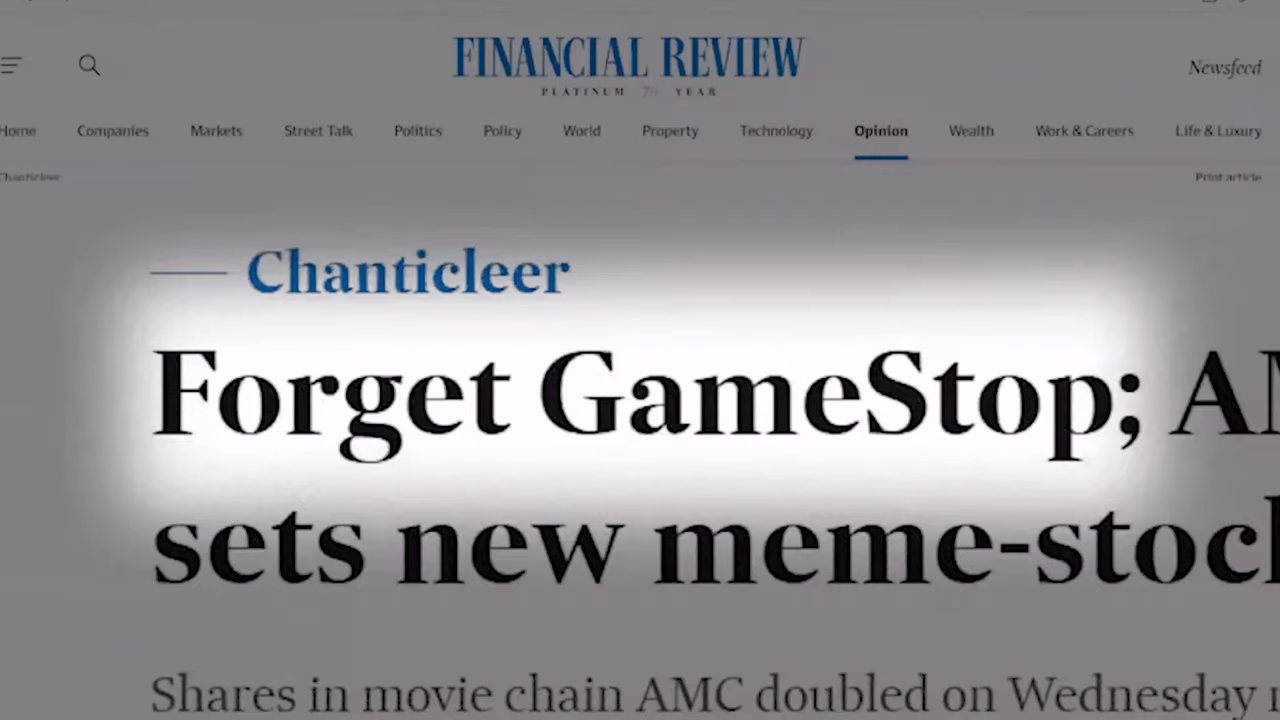 FINANCIAL REVIEW
PLATINUM 70 YEAR
Newsfeed
Home Companies Markets Street Talk Politics Policy World Property Technology Opinion Wealth Work & Careers Life & Luxury
Chanticleer Print article
Chanticleer
Forget GameStop;
sets new meme-stock
Shares in movie chain AMC doubled on Wednesday